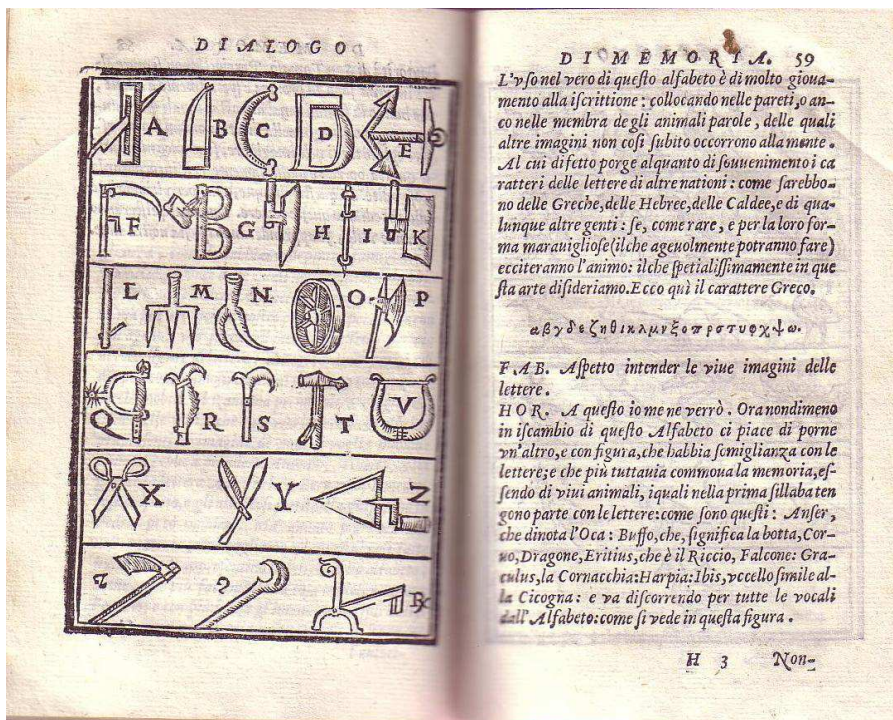 DIALOGO
A B C D E
F G H I K
L M N O P
Q R S T V
X Y Z
DI MEMORIA. 59
L'vſo nel vero di queſto alfabeto è di molto gioua-
mento alla iſcrittione: collocando nelle pareti, o an-
co nelle membra degli animali parole, delle quali
altre imagini non coſi ſubito occorrono alla mente.
Al cui difetto porge alquanto di ſouuenimento i ca
ratteri delle lettere di altre nationi: come ſarebbo-
no delle Greche, delle Hebree, delle Caldee, e di qua-
lunque altre genti: ſe, come rare, e per la loro for-
ma marauiglioſe (ilche ageuolmente potranno fare)
ecciteranno l'animo: ilche ſpetialiſſimamente in que
ſta arte diſideriamo. Ecco quì il carattere Greco.
αβγδεζηθικλμνξοπρστυφχψω.
FAB. Aſpetto intender le viue imagini delle
lettere.
HOR. A queſto io me ne verrò. Ora nondimeno
in iſcambio di queſto Alfabeto ci piace di porne
vn'altro, e con figura, che habbia ſomiglianza con le
lettere; e che più tuttauia commoua la memoria, eſ-
ſendo di viui animali, iquali nella prima ſillaba ten
gono parte con le lettere: come ſono queſti: Anſer,
che dinota l'Oca: Buffo, che, ſignifica la botta, Cor-
uo, Dragone, Eritius, che è il Riccio, Falcone: Gra-
culus, la Cornacchia: Harpia: Ibis, vccello ſimile al-
la Cicogna: e va diſcorrendo per tutte le vocali
dall'Alfabeto: come ſi vede in queſta figura.
H 3 Non-